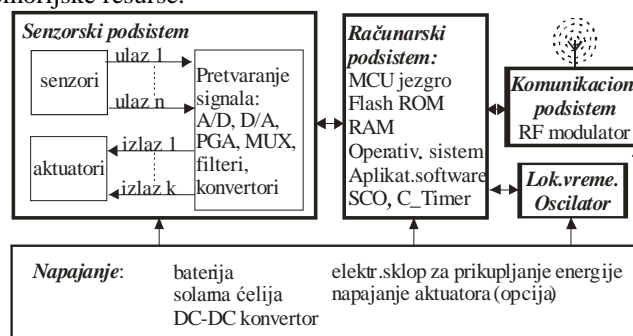 Senzorski podsistem
ulaz 1
senzori
ulaz n
izlaz 1
aktuatori
izlaz k
Pretvaranje
signala:
A/D, D/A,
PGA, MUX,
filteri,
konvertori
Računarski
podsistem:
MCU jezgro
Flash ROM
RAM
Operativ. sistem
Aplikat.software
SCO, C_Timer
Komunikacion
podsistem
RF modulator
Lok.vreme.
Oscilator
Napajanje:
baterija
solarna ćelija
DC-DC konvertor
elektr.sklop za prikupljanje energije
napajanje aktuatora (opcija)